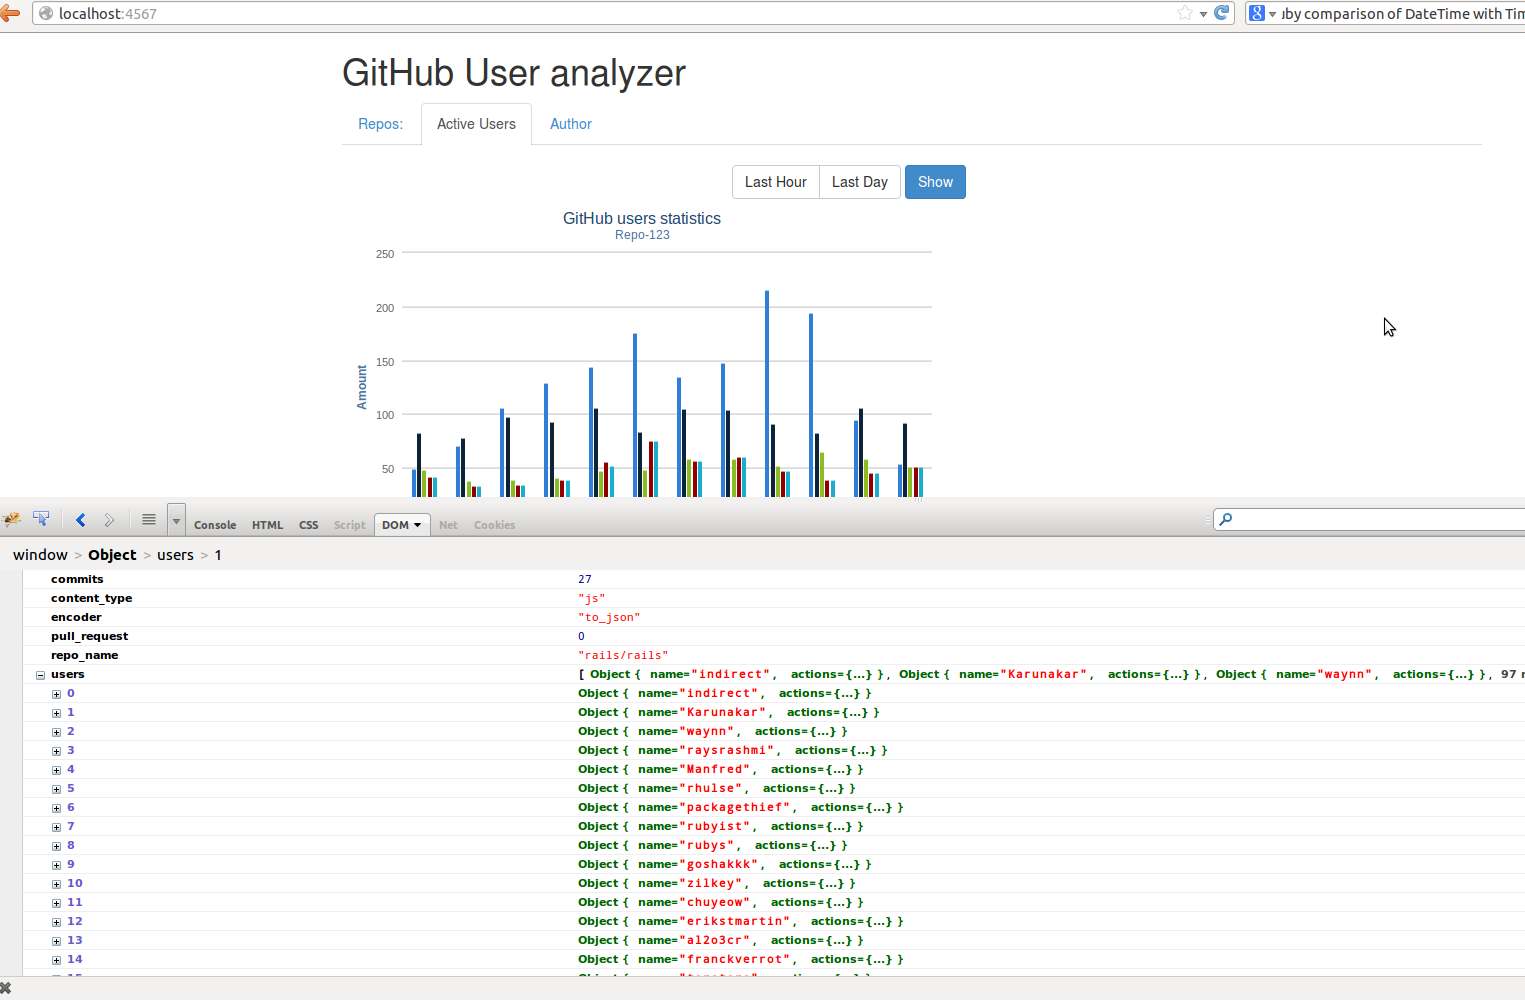 localhost:4567
uby comparison of DateTime with Tim
GitHub User analyzer
Repos: Active Users Author
Last Hour Last Day Show
GitHub users statistics
Repo-123
250
200
150
Amount
100
50
Console HTML CSS Script DOM Net Cookies
window > Object > users > 1
commits 27
content_type "js"
encoder "to_json"
pull_request 0
repo_name "rails/rails"
users [ Object { name="indirect", actions={...} }, Object { name="Karunakar", actions={...} }, Object { name="waynn", actions={...} }, 97
0 Object { name="indirect", actions={...} }
1 Object { name="Karunakar", actions={...} }
2 Object { name="waynn", actions={...} }
3 Object { name="raysrashmi", actions={...} }
4 Object { name="Manfred", actions={...} }
5 Object { name="rhulse", actions={...} }
6 Object { name="packagethief", actions={...} }
7 Object { name="rubyist", actions={...} }
8 Object { name="rubys", actions={...} }
9 Object { name="goshakkk", actions={...} }
10 Object { name="zilkey", actions={...} }
11 Object { name="chuyeow", actions={...} }
12 Object { name="erikstmartin", actions={...} }
13 Object { name="al2o3cr", actions={...} }
14 Object { name="franckverrot", actions={...} }